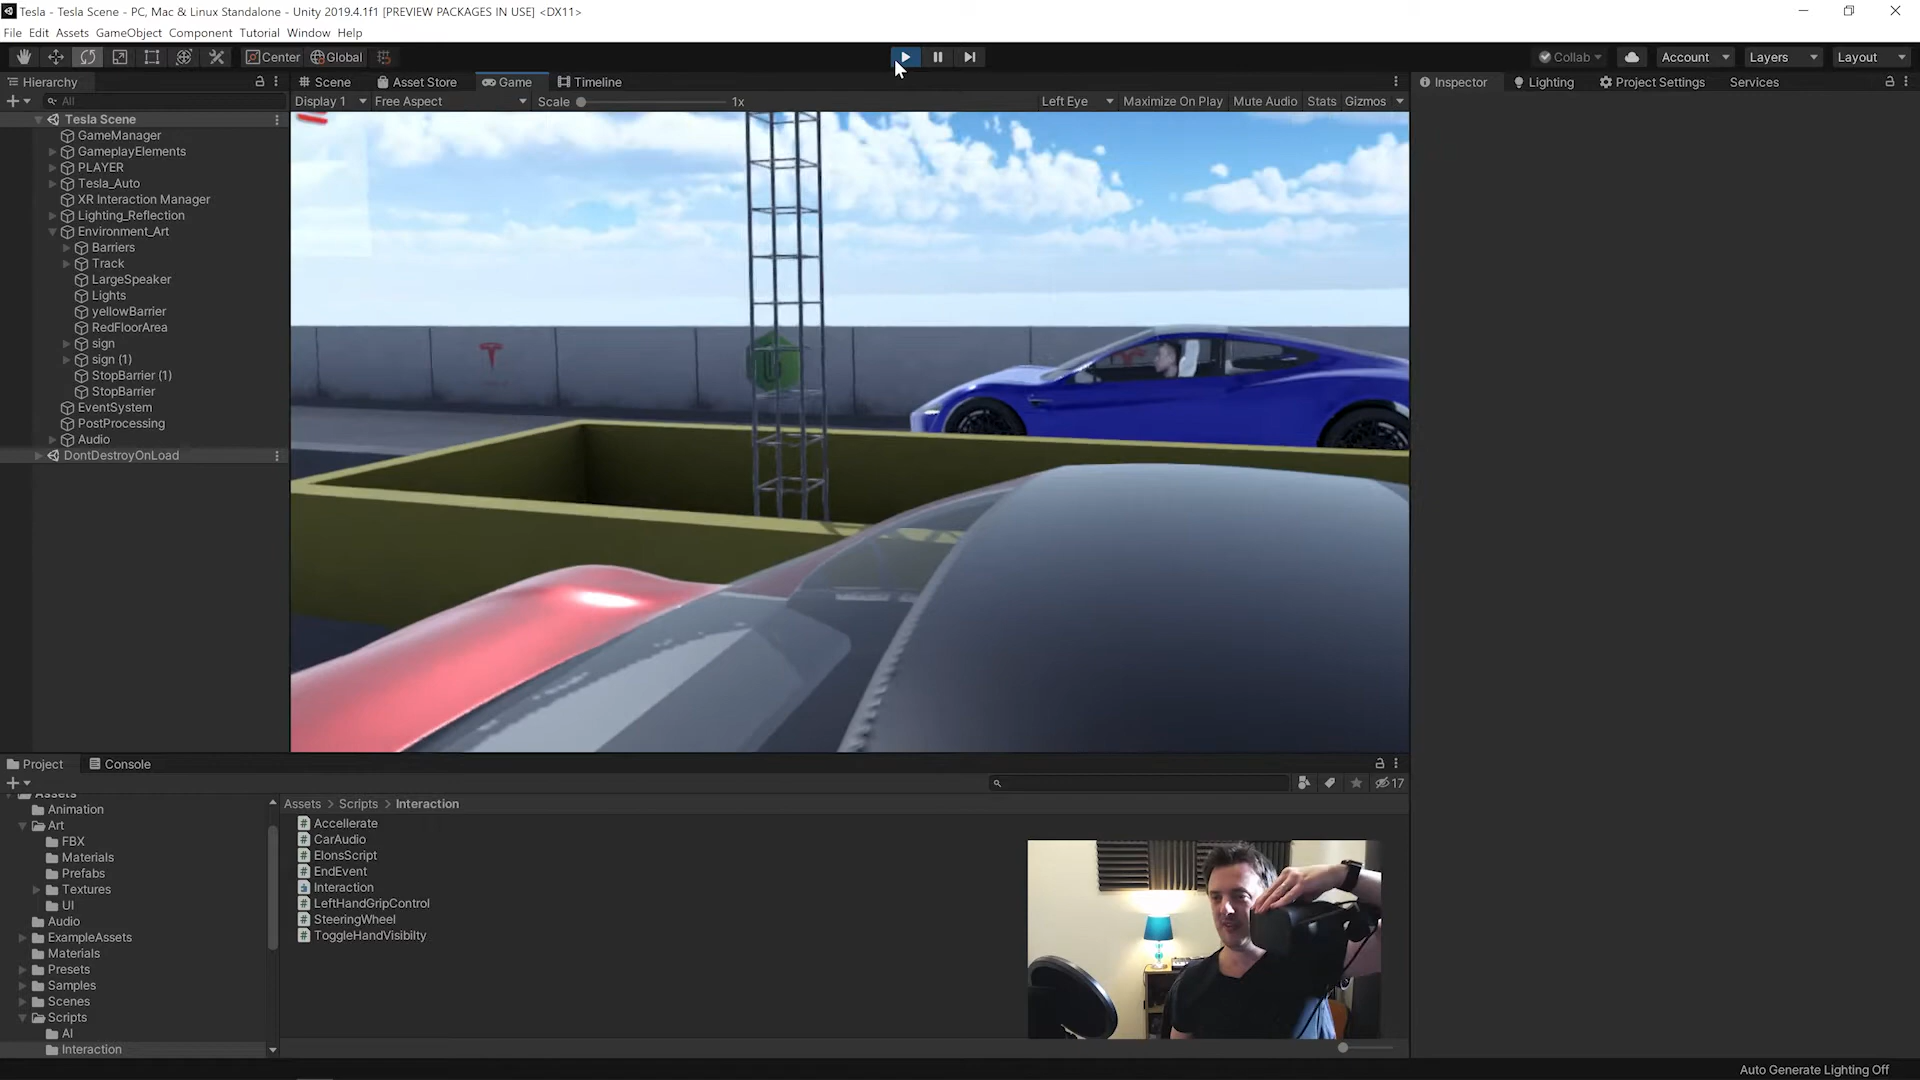 Tesla - Tesla Scene - PC, Mac & Linux Standalone - Unity 2019.4.1f1 [PREVIEW PACKAGES IN USE] <DX11>
File Edit Assets GameObject Component Tutorial Window Help
Center Global Collab Account Layers Layout
Hierarchy Scene Asset Store Game Timeline Inspector Lighting Project Settings Services
All Display 1 Free Aspect Scale 1x Left Eye Maximize On Play Mute Audio Stats Gizmos
Tesla Scene
GameManager
GameplayElements
PLAYER
Tesla_Auto
XR Interaction Manager
Lighting_Reflection
Environment_Art
Barriers
Track
LargeSpeaker
Lights
yellowBarrier
RedFloorArea
sign
sign (1)
StopBarrier (1)
StopBarrier
EventSystem
PostProcessing
Audio
DontDestroyOnLoad
Project Console
17
Assets
Animation
Art
FBX
Materials
Prefabs
Textures
UI
Audio
ExampleAssets
Materials
Presets
Samples
Scenes
Scripts
AI
Interaction
Assets > Scripts > Interaction
Accellerate
CarAudio
ElonsScript
EndEvent
Interaction
LeftHandGripControl
SteeringWheel
ToggleHandVisibilty
Auto Generate Lighting Off